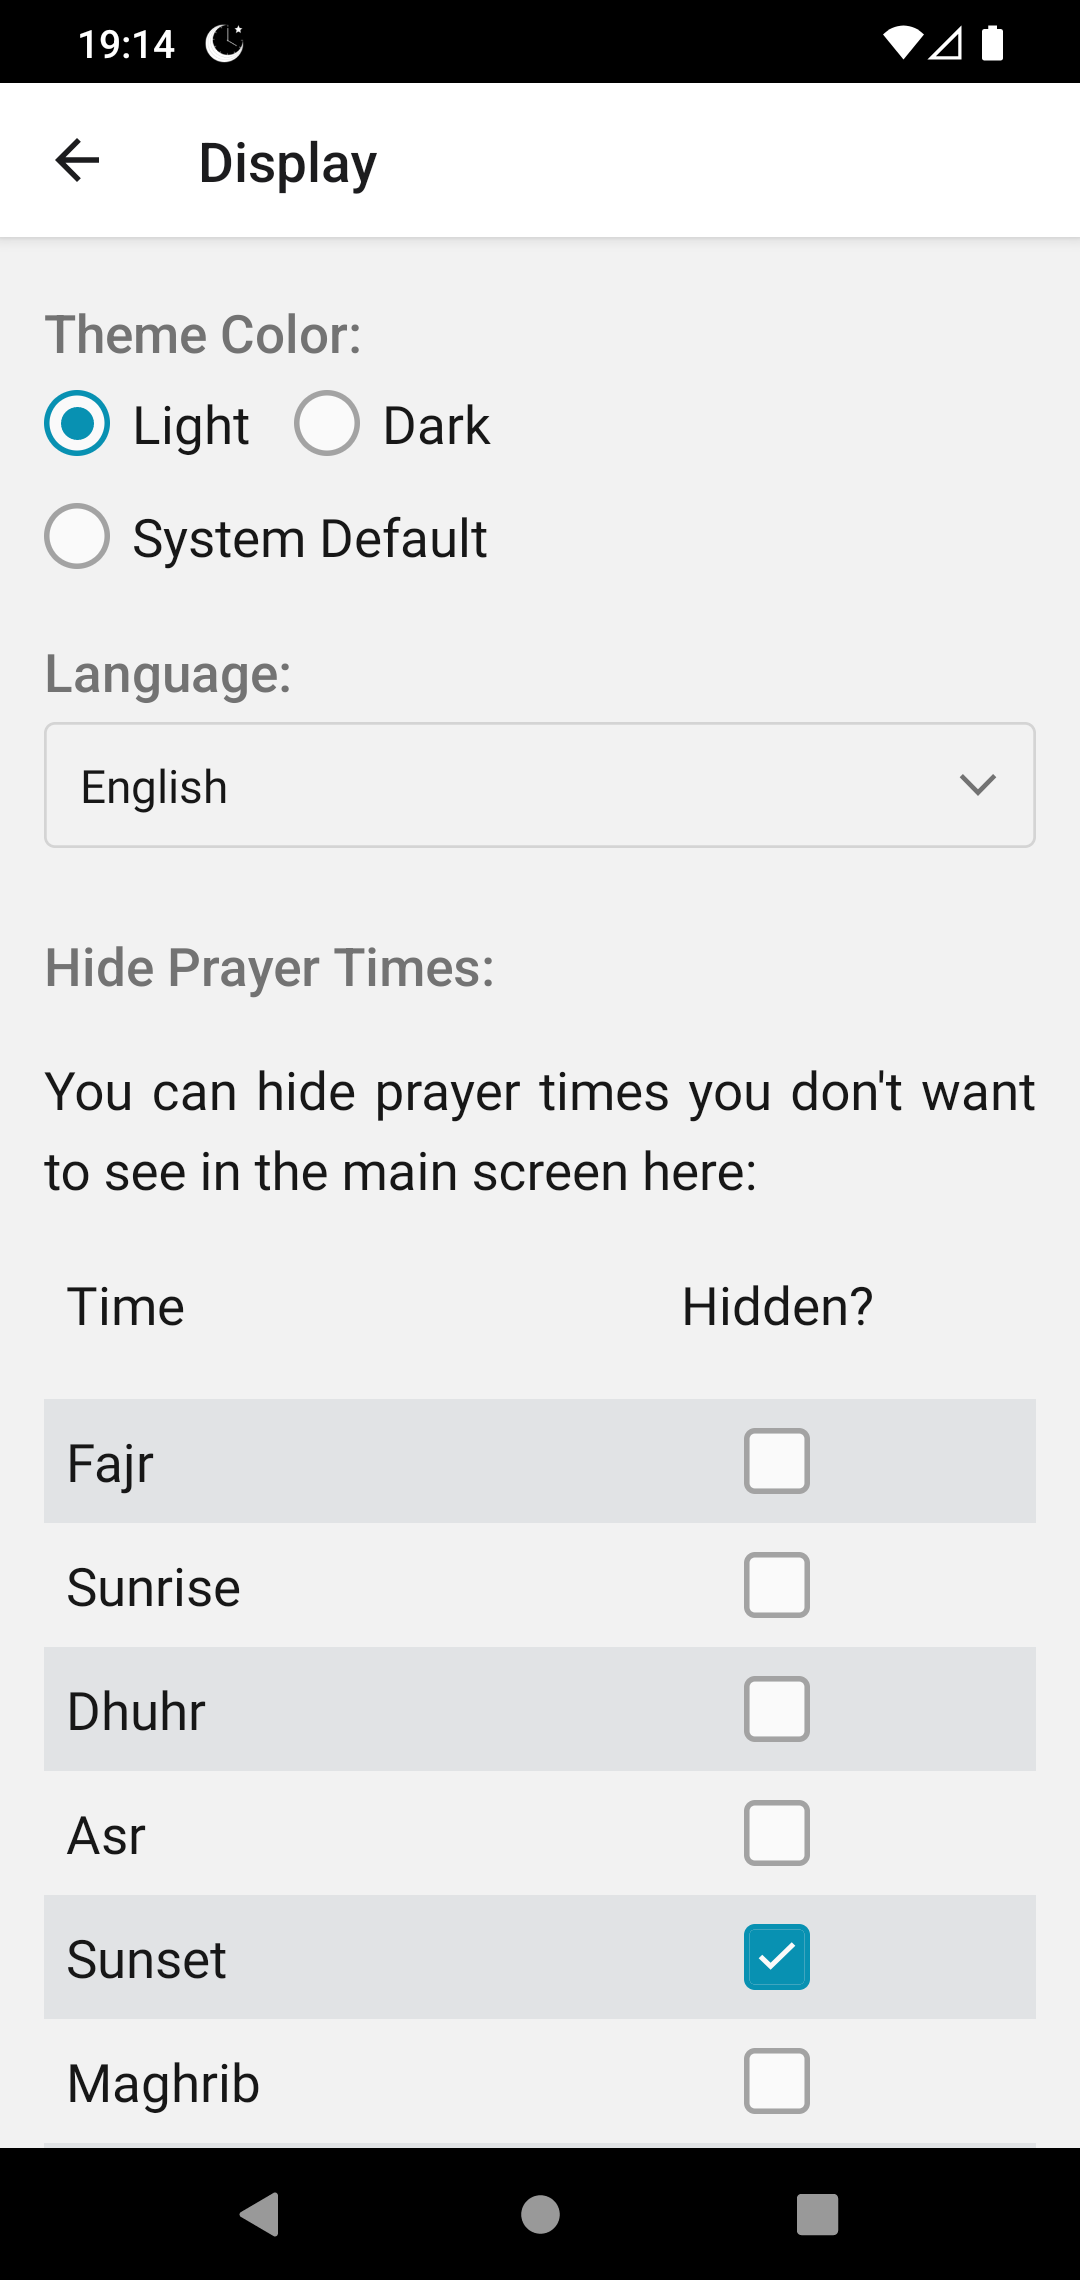 19:14
Display
Theme Color:
Light
Dark
System Default
Language:
English
Hide Prayer Times:
You can hide prayer times you don't want
to see in the main screen here:
Time Hidden?
Fajr
Sunrise
Dhuhr
Asr
Sunset
Maghrib